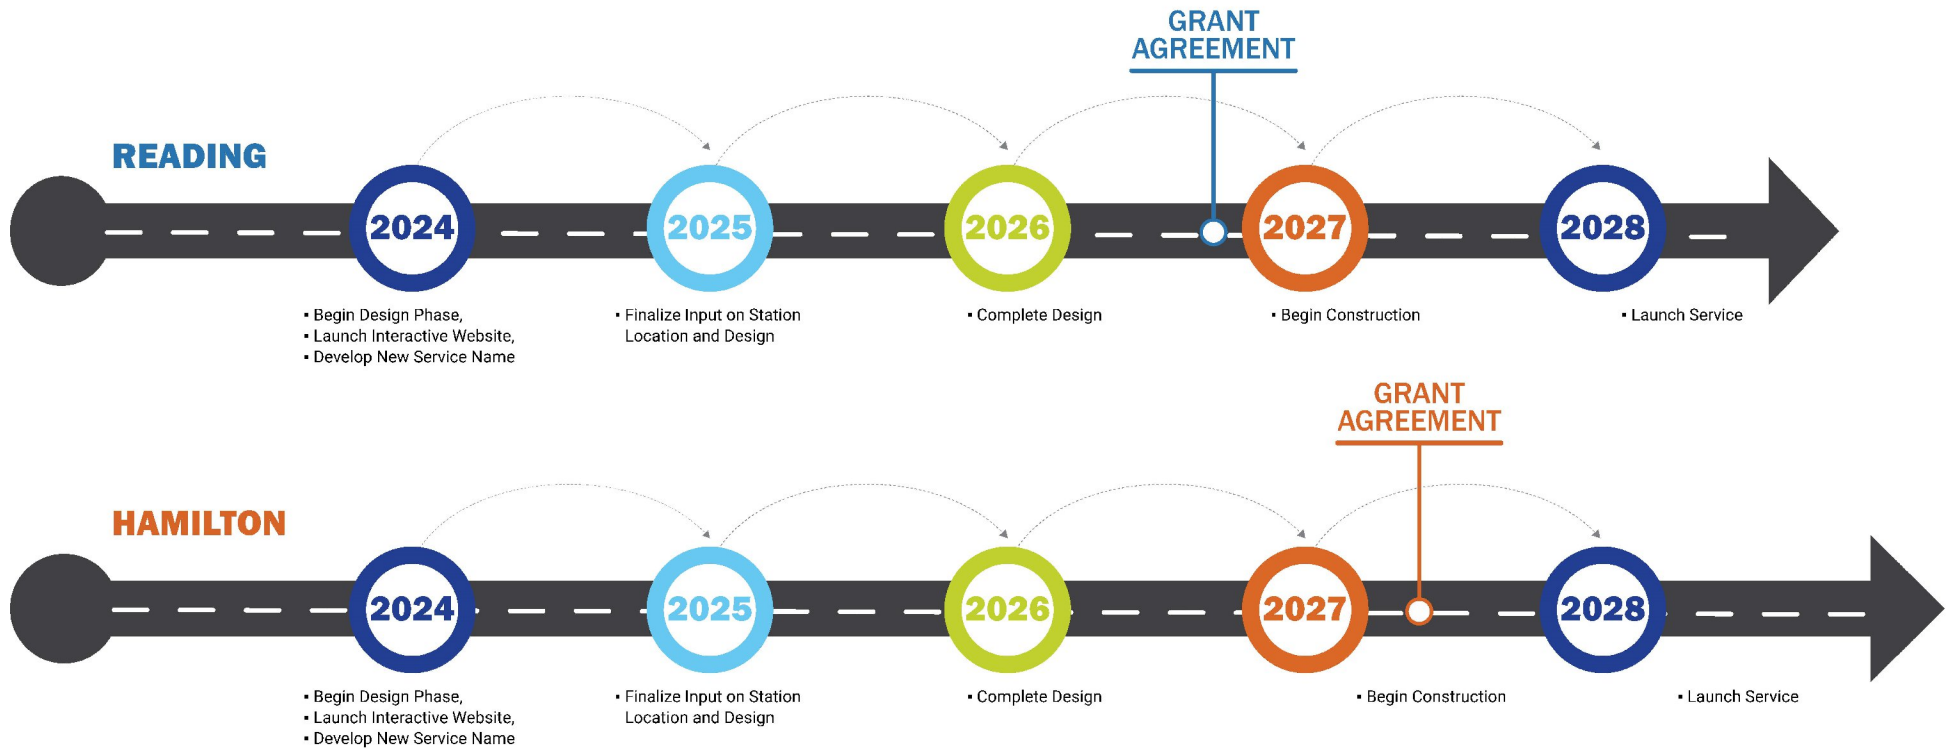 GRANT
AGREEMENT
READING
2024
2025
2026
2027
2028
▪ Begin Design Phase,
▪ Launch Interactive Website,
▪ Develop New Service Name
▪ Finalize Input on Station
Location and Design
▪ Complete Design
▪ Begin Construction
▪ Launch Service
GRANT
AGREEMENT
HAMILTON
2024
2025
2026
2027
2028
▪ Begin Design Phase,
▪ Launch Interactive Website,
▪ Develop New Service Name
▪ Finalize Input on Station
Location and Design
▪ Complete Design
▪ Begin Construction
▪ Launch Service